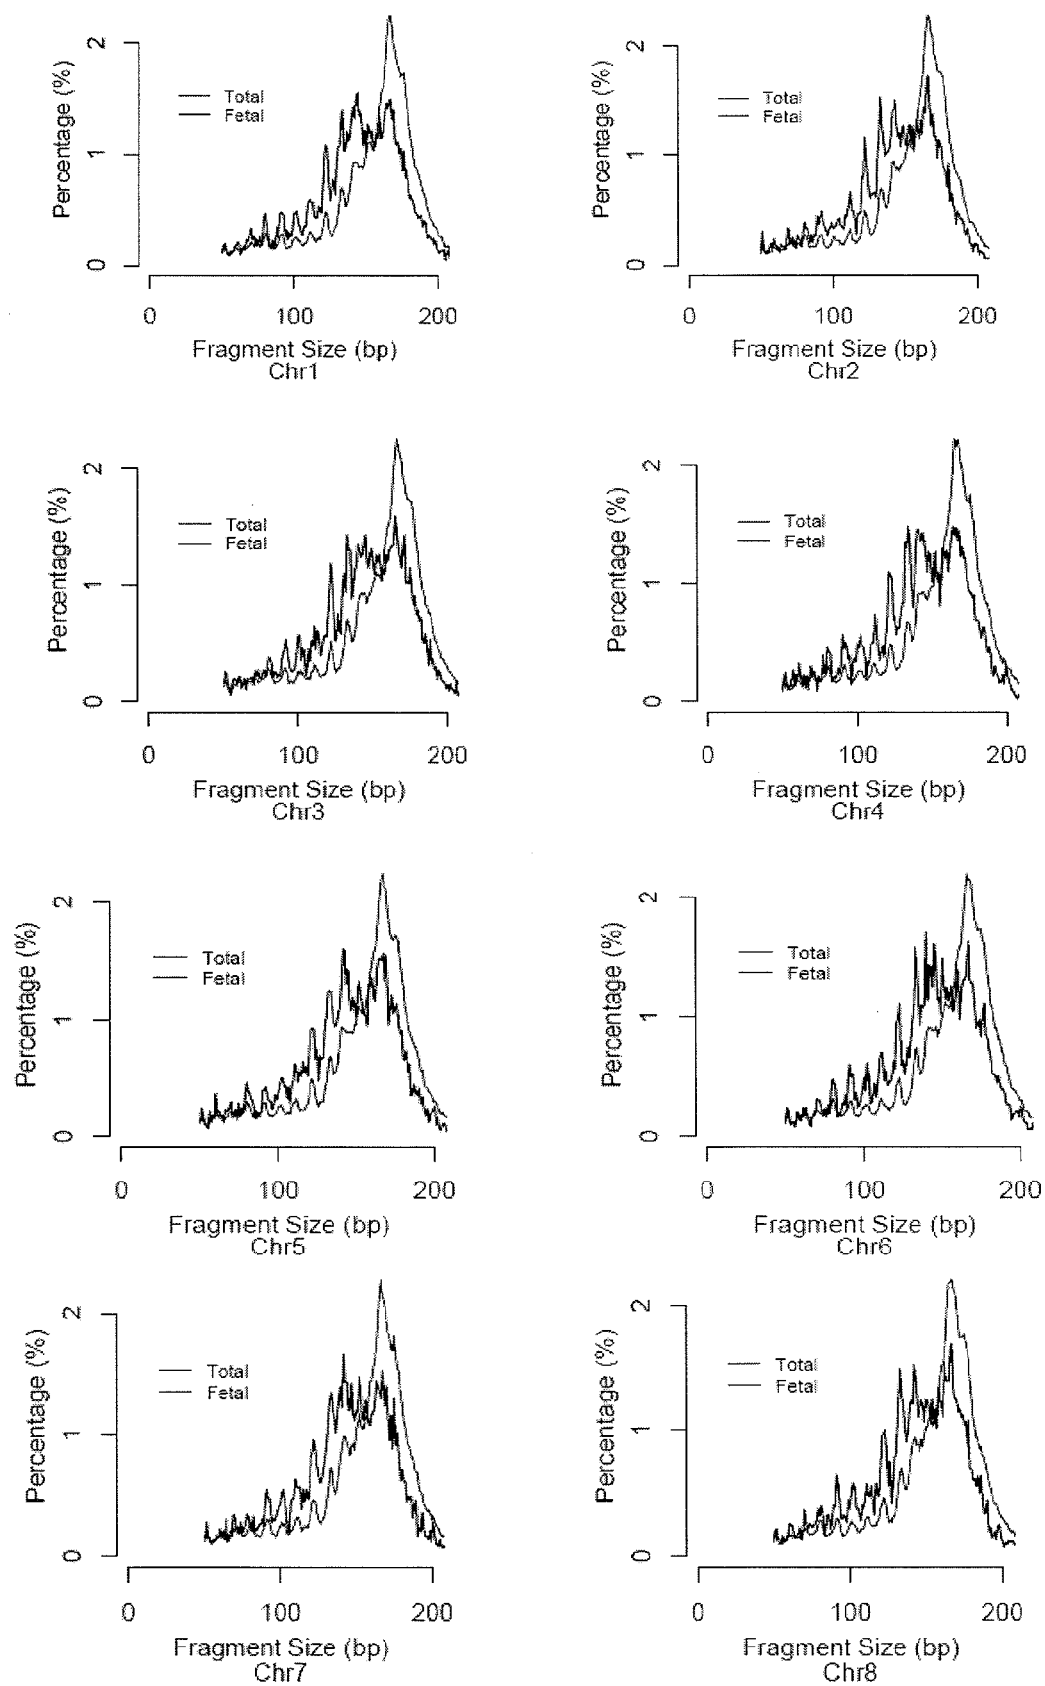 Percentage (%)
2
1
0
Total
Fetal
0 100 200
Fragment Size (bp)
Chr1
Percentage (%)
2
1
0
Total
Fetal
0 100 200
Fragment Size (bp)
Chr2
Percentage (%)
2
1
0
Total
Fetal
0 100 200
Fragment Size (bp)
Chr3
Percentage (%)
2
1
0
Total
Fetal
0 100 200
Fragment Size (bp)
Chr4
Percentage (%)
2
1
0
Total
Fetal
0 100 200
Fragment Size (bp)
Chr5
Percentage (%)
2
1
0
Total
Fetal
0 100 200
Fragment Size (bp)
Chr6
Percentage (%)
2
1
0
Total
Fetal
0 100 200
Fragment Size (bp)
Chr7
Percentage (%)
2
1
0
Total
Fetal
0 100 200
Fragment Size (bp)
Chr8